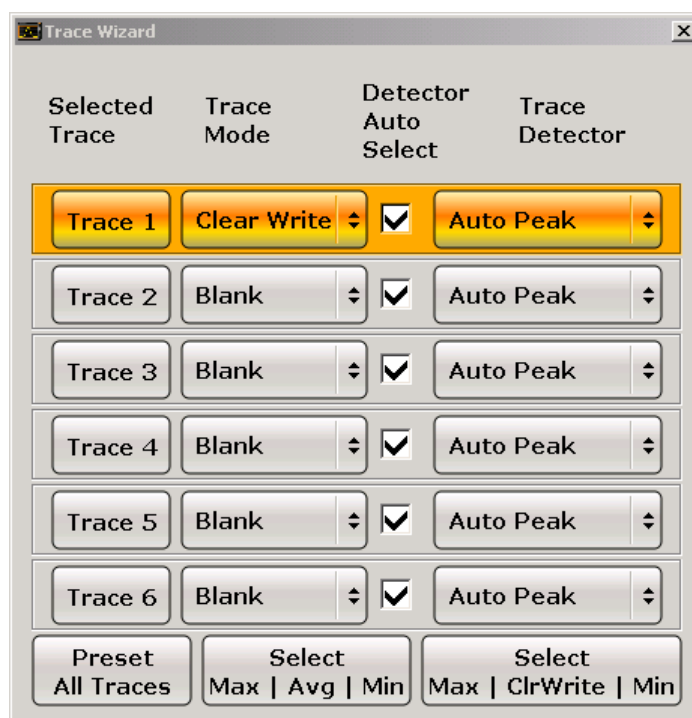 Trace Wizard
Selected Trace
Trace Mode
Detector Auto Select
Trace Detector
Trace 1 Clear Write Auto Peak
Trace 2 Blank Auto Peak
Trace 3 Blank Auto Peak
Trace 4 Blank Auto Peak
Trace 5 Blank Auto Peak
Trace 6 Blank Auto Peak
Preset All Traces
Select Max | Avg | Min
Select Max | ClrWrite | Min